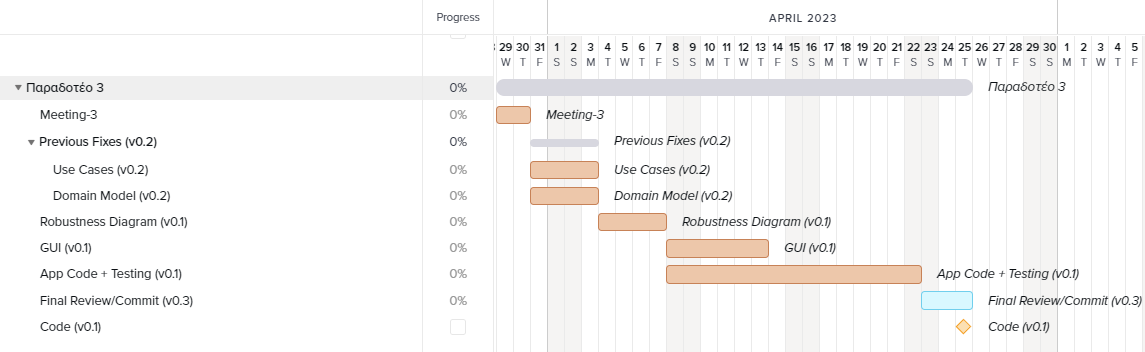 Progress
APRIL 2023
29 30 31 1 2 3 4 5 6 7 8 9 10 11 12 13 14 15 16 17 18 19 20 21 22 23 24 25 26 27 28 29 30 1 2 3 4 5
W T F S S M T W T F S S M T W T F S S M T W T F S S M T W T F S S M T W T F
Παραδοτέο 3 0% Παραδοτέο 3
Meeting-3 0% Meeting-3
Previous Fixes (v0.2) 0% Previous Fixes (v0.2)
Use Cases (v0.2) 0% Use Cases (v0.2)
Domain Model (v0.2) 0% Domain Model (v0.2)
Robustness Diagram (v0.1) 0% Robustness Diagram (v0.1)
GUI (v0.1) 0% GUI (v0.1)
App Code + Testing (v0.1) 0% App Code + Testing (v0.1)
Final Review/Commit (v0.3) 0% Final Review/Commit (v0.3)
Code (v0.1) Code (v0.1)